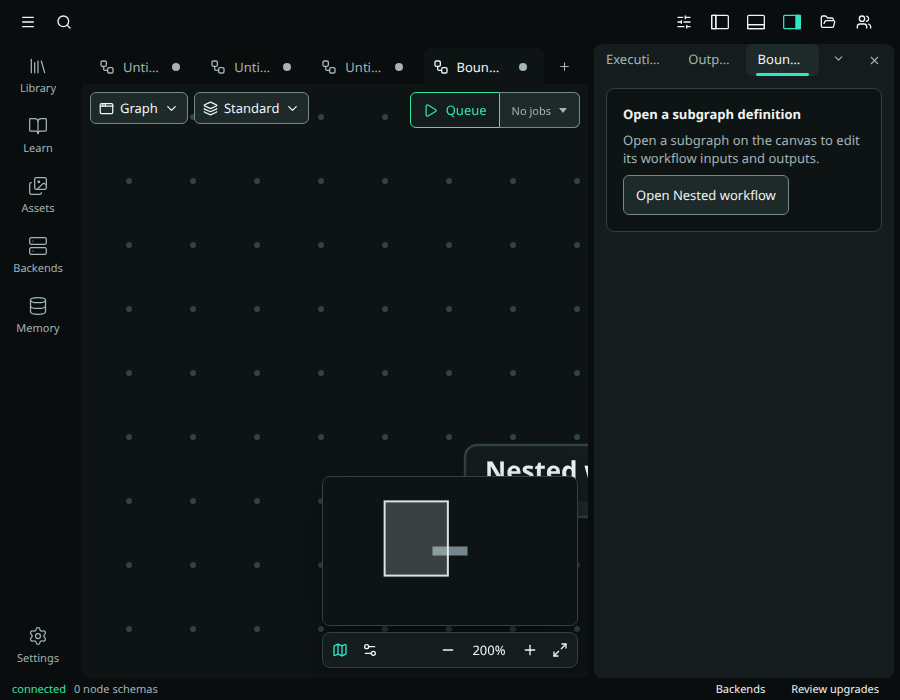 Library
Learn
Assets
Backends
Memory
Settings
Unti...
Unti...
Unti...
Boun...
Graph
Standard
Queue
No jobs
Nested
200%
Executi...
Outp...
Boun...
Open a subgraph definition
Open a subgraph on the canvas to edit
its workflow inputs and outputs.
Open Nested workflow
connected
0 node schemas
Backends
Review upgrades